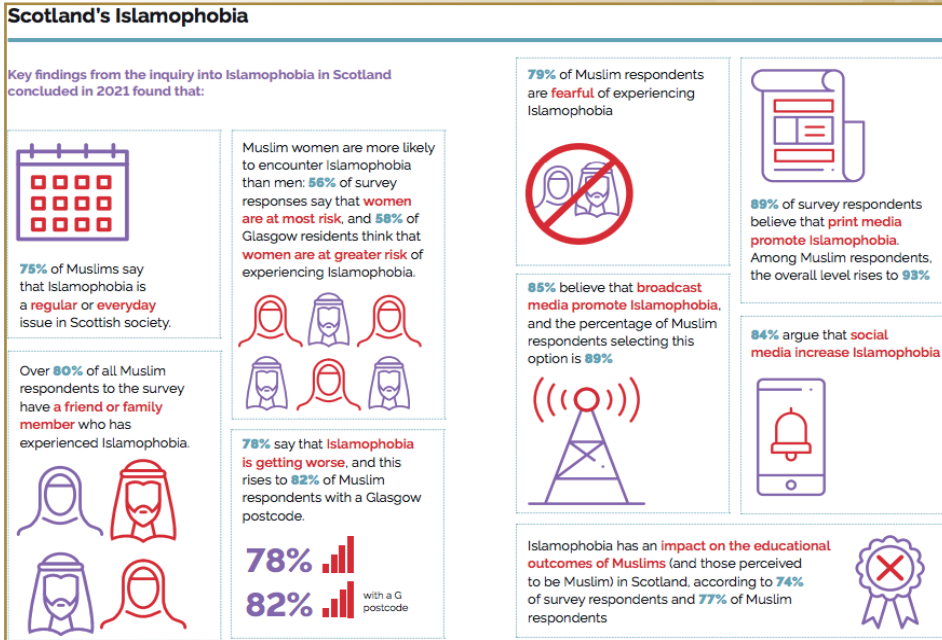 Scotland's Islamophobia
Key findings from the inquiry into Islamophobia in Scotland
concluded in 2021 found that:
75% of Muslims say
that Islamophobia is
a regular or everyday
issue in Scottish society.
Over 80% of all Muslim
respondents to the survey
have a friend or family
member who has
experienced Islamophobia.
Muslim women are more likely
to encounter Islamophobia
than men: 56% of survey
responses say that women
are at most risk, and 58% of
Glasgow residents think that
women are at greater risk of
experiencing Islamophobia.
78% say that Islamophobia
is getting worse, and this
rises to 82% of Muslim
respondents with a Glasgow
postcode.
78%
82% with a G
postcode
79% of Muslim respondents
are fearful of experiencing
Islamophobia
85% believe that broadcast
media promote Islamophobia,
and the percentage of Muslim
respondents selecting this
option is 89%
89% of survey respondents
believe that print media
promote Islamophobia.
Among Muslim respondents,
the overall level rises to 93%
84% argue that social
media increase Islamophobia
Islamophobia has an impact on the educational
outcomes of Muslims (and those perceived
to be Muslim) in Scotland, according to 74%
of survey respondents and 77% of Muslim
respondents